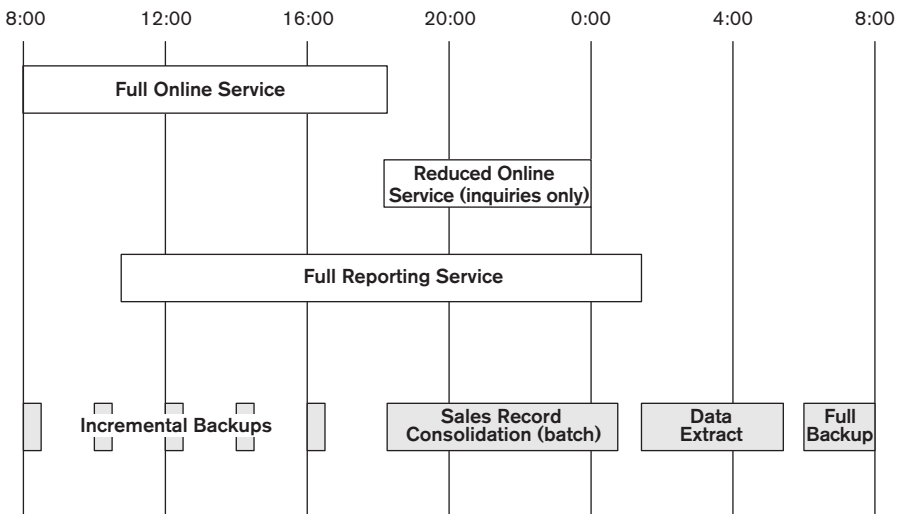 8:00 12:00 16:00 20:00 0:00 4:00 8:00
Full Online Service
Reduced Online
Service (inquiries only)
Full Reporting Service
Incremental Backups
Sales Record
Consolidation (batch)
Data
Extract
Full
Backup